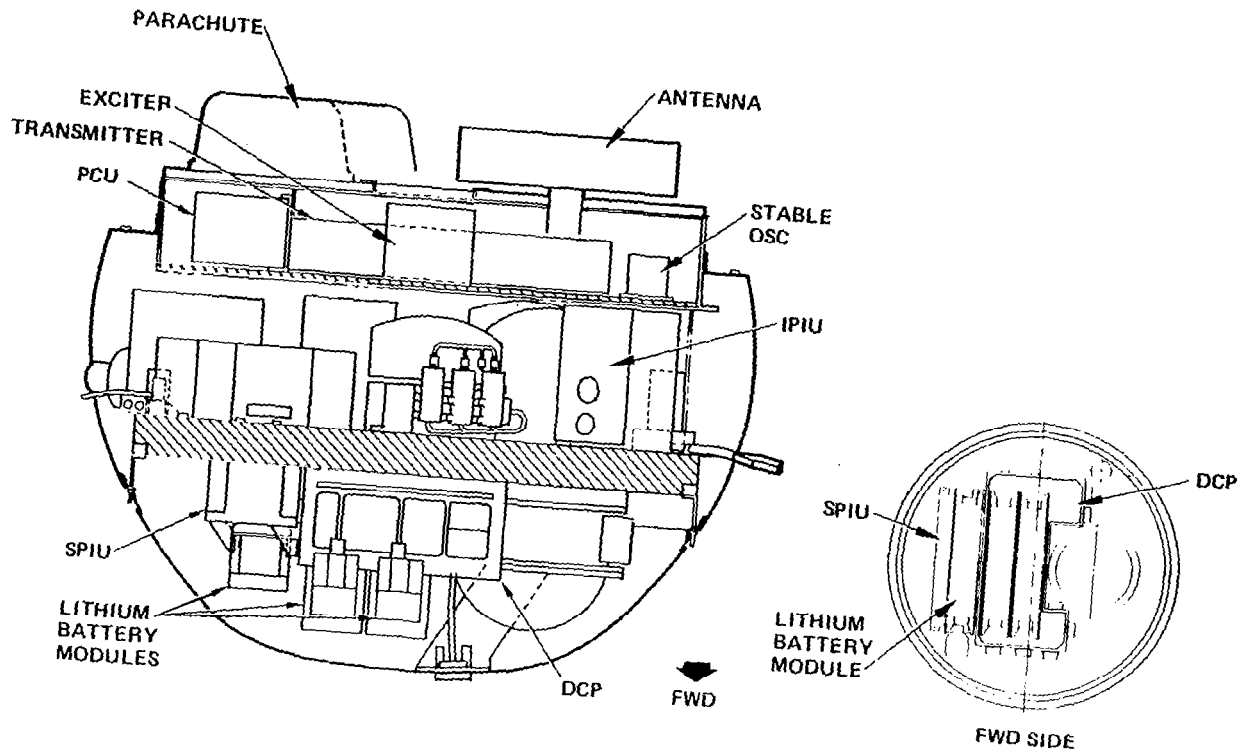 PARACHUTE
EXCITER
TRANSMITTER
PCU
ANTENNA
STABLE
OSC
IPIU
SPIU
LITHIUM
BATTERY
MODULES
DCP
FWD
SPIU
DCP
LITHIUM
BATTERY
MODULE
FWD SIDE